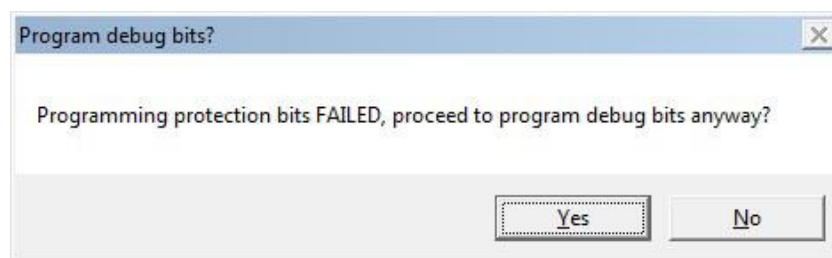 Program debug bits?
Programming protection bits FAILED, proceed to program debug bits anyway?
Yes
No